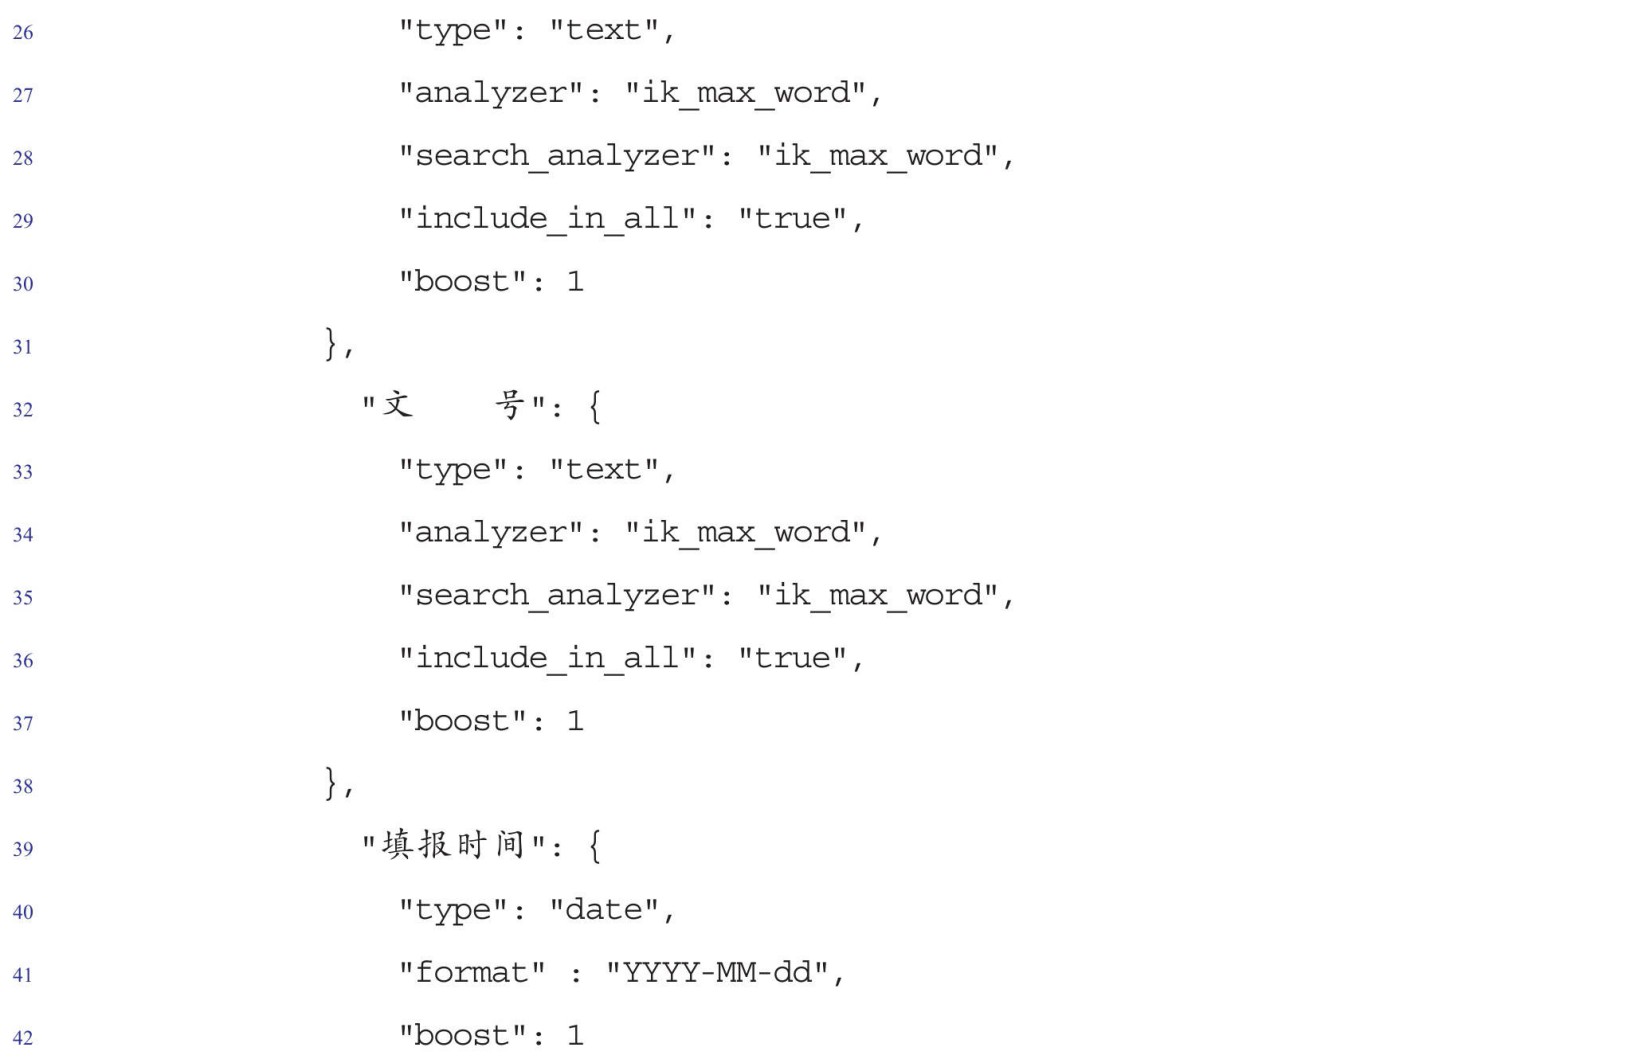 26 "type": "text",
27 "analyzer": "ik_max_word",
28 "search_analyzer": "ik_max_word",
29 "include_in_all": "true",
30 "boost": 1
31 },
32 "文    号": {
33 "type": "text",
34 "analyzer": "ik_max_word",
35 "search_analyzer": "ik_max_word",
36 "include_in_all": "true",
37 "boost": 1
38 },
39 "填报时间": {
40 "type": "date",
41 "format" : "YYYY-MM-dd",
42 "boost": 1